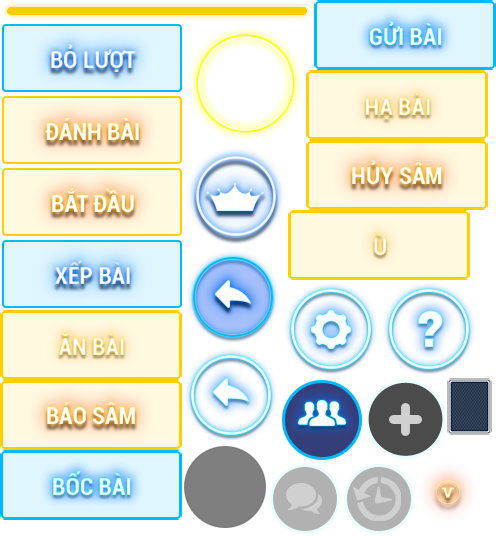 BỎ LƯỢT
ĐÁNH BÀI
BẮT ĐẦU
XẾP BÀI
ĂN BÀI
BÁO SÂM
BỐC BÀI
GỬI BÀI
HẠ BÀI
HỦY SÂM
Ù
?
V